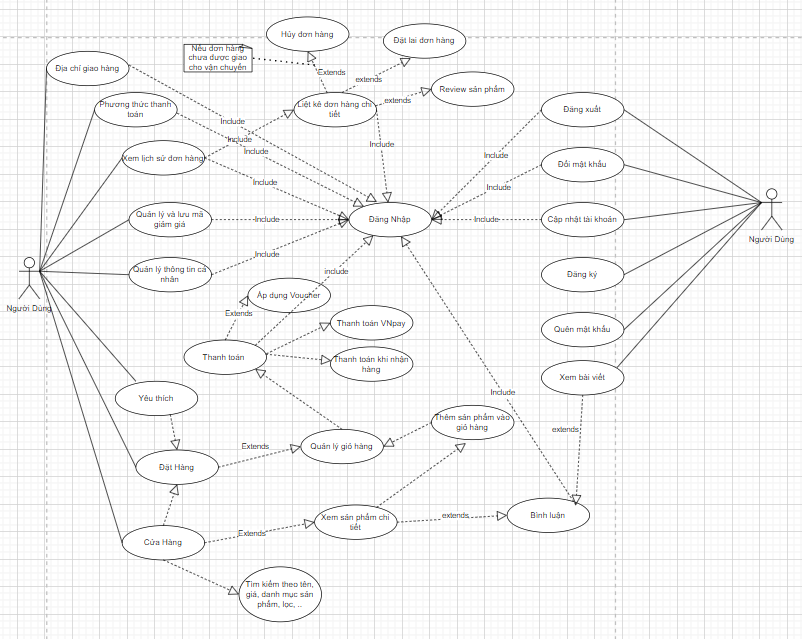 Hủy đơn hàng
Đặt lại đơn hàng
Nếu đơn hàng
chưa được giao
cho vận chuyển
Địa chỉ giao hàng
Extends
extends
Review sản phẩm
extends
Phương thức thanh
toán
Liệt kê đơn hàng chi
tiết
Đăng xuất
Include
Include
Include
Include
Xem lịch sử đơn hàng
Include
Đổi mật khẩu
Include
Include
Quản lý và lưu mã
giảm giá
Include
Đăng Nhập
Include
Cập nhật tài khoản
Người Dùng
Include
Quản lý thông tin cá
nhân
include
Đăng ký
Người Dùng
Áp dụng Voucher
Extends
Thanh toán VNpay
Quên mật khẩu
Thanh toán
Thanh toán khi nhận
hàng
Xem bài viết
Yêu thích
Include
Thêm sản phẩm vào
giỏ hàng
extends
Extends
Quản lý giỏ hàng
Đặt Hàng
Xem sản phẩm chi
tiết
extends
Bình luận
Extends
Cửa Hàng
Tìm kiếm theo tên,
giá, danh mục sản
phẩm, lọc, ..